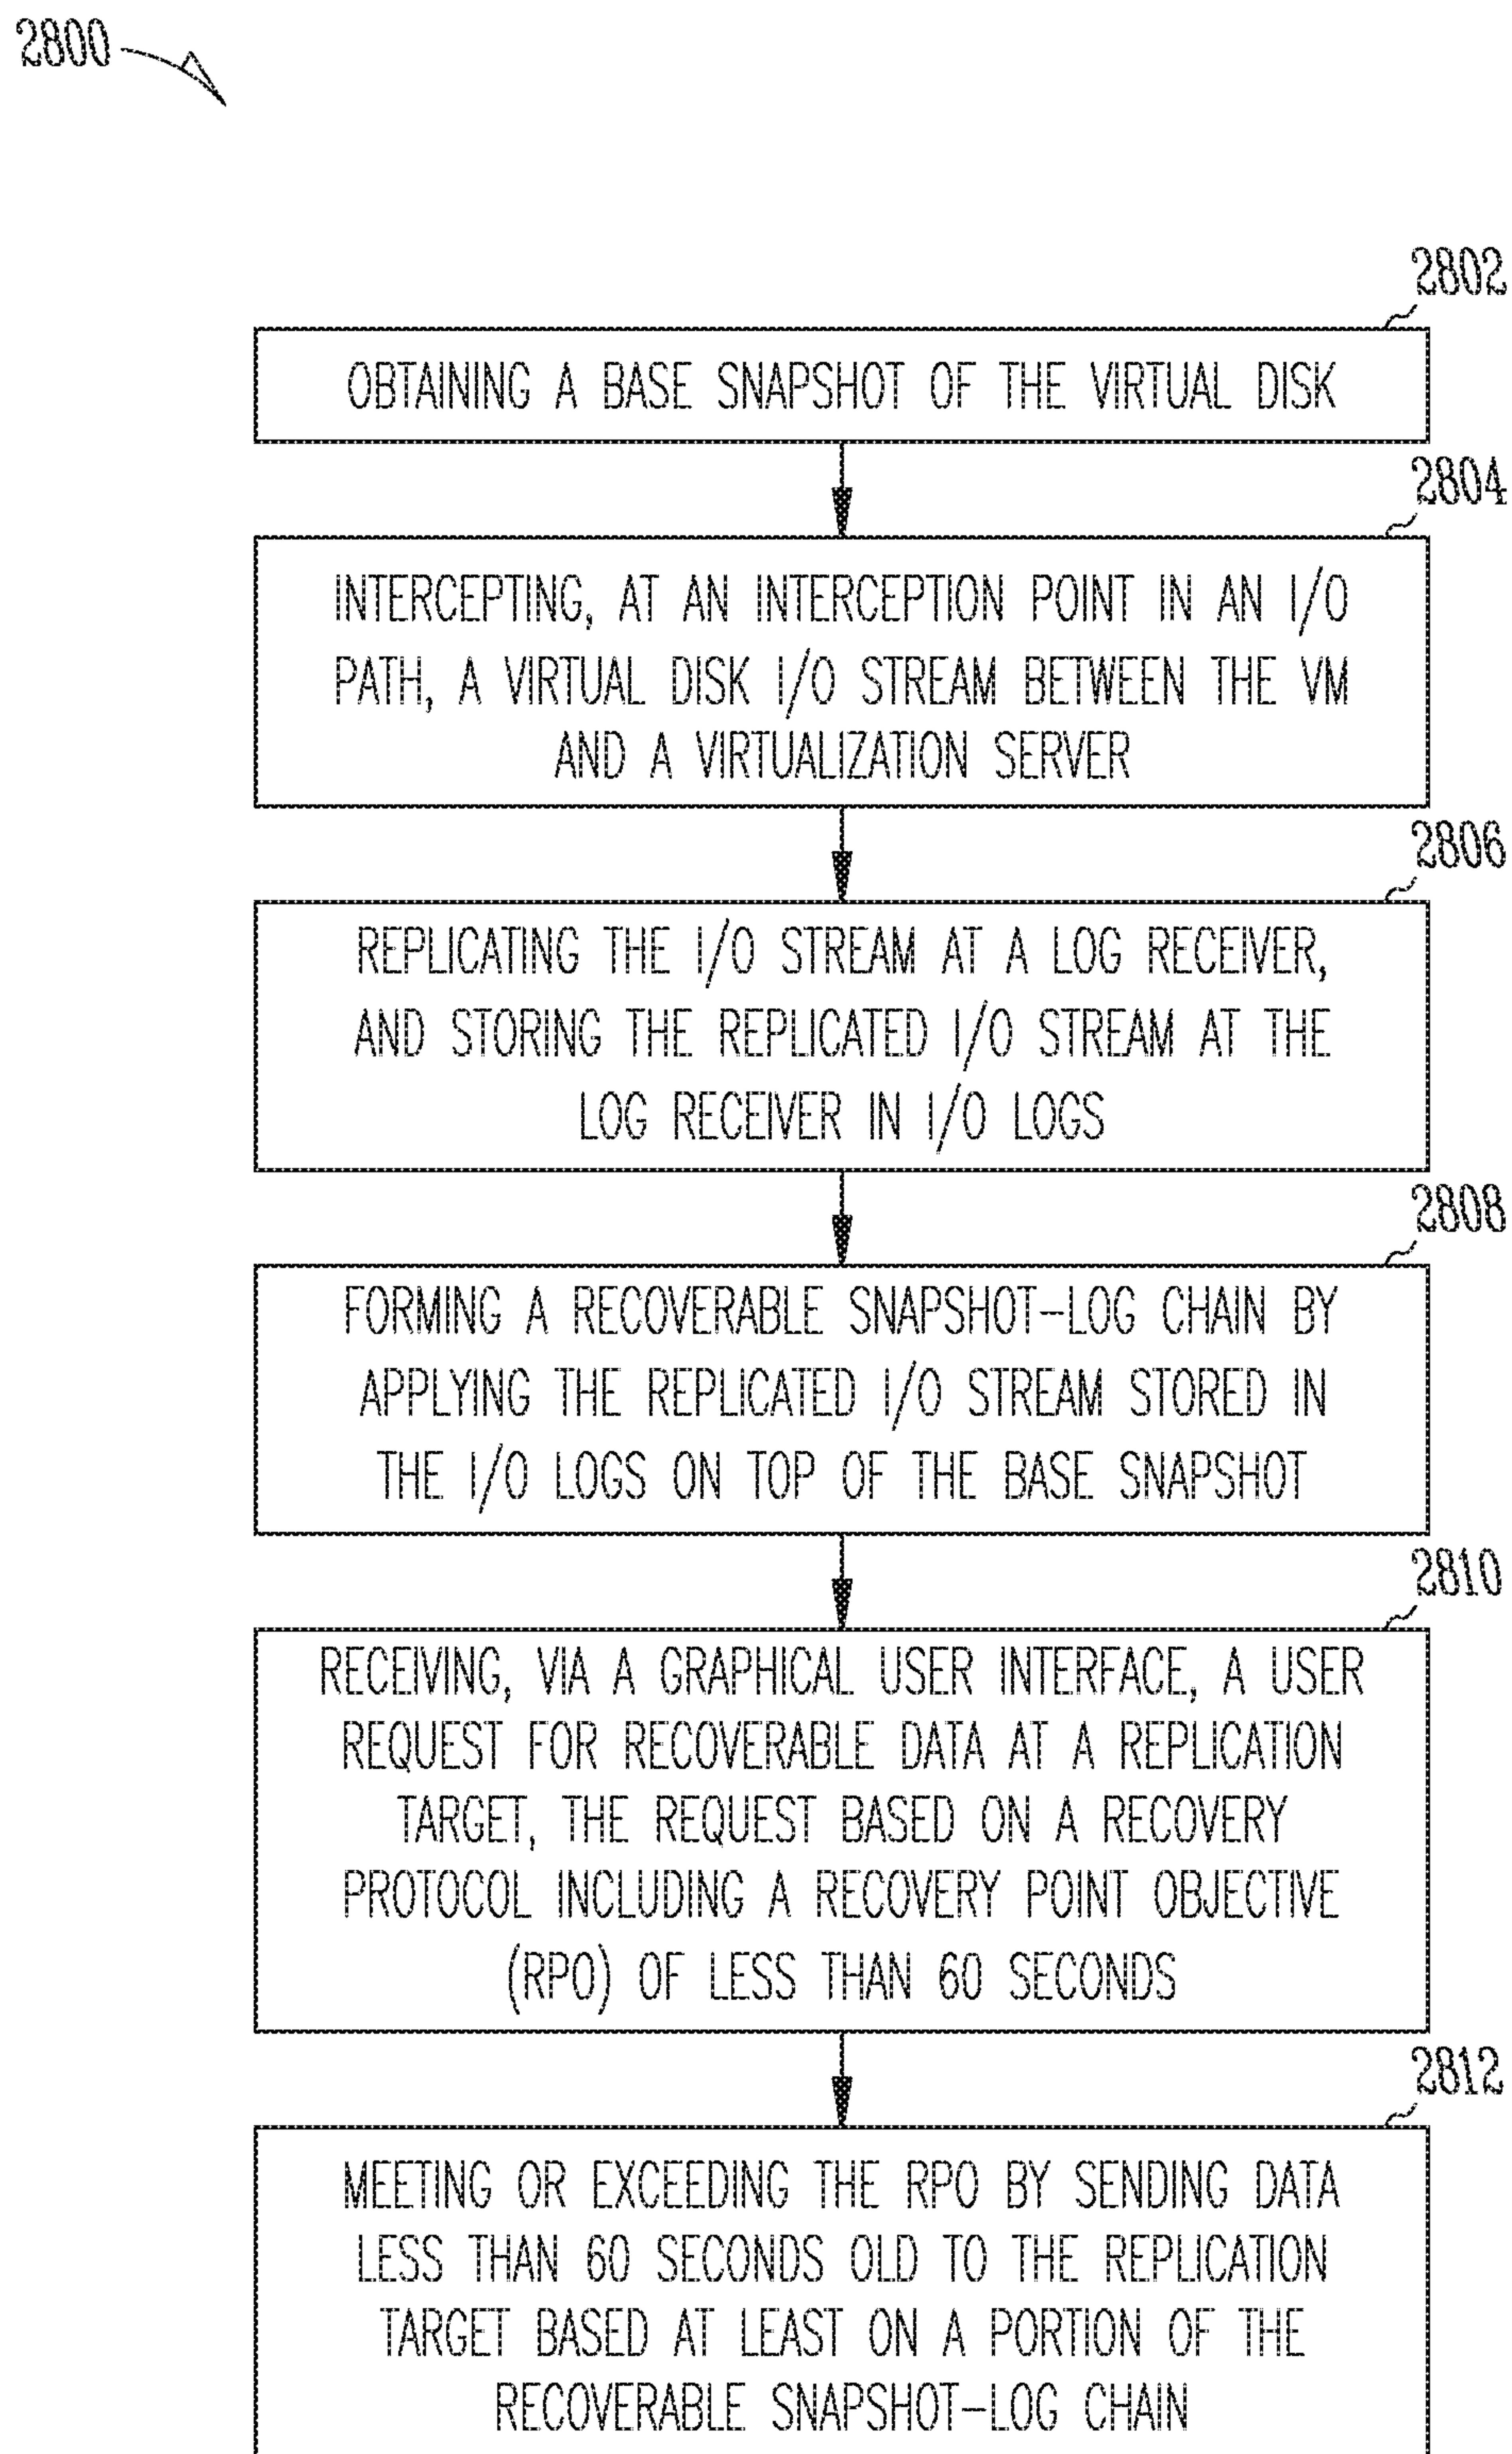 2800
2802
OBTAINING A BASE SNAPSHOT OF THE VIRTUAL DISK
2804
INTERCEPTING, AT AN INTERCEPTION POINT IN AN I/O
PATH, A VIRTUAL DISK I/O STREAM BETWEEN THE VM
AND A VIRTUALIZATION SERVER
2806
REPLICATING THE I/O STREAM AT A LOG RECEIVER,
AND STORING THE REPLICATED I/O STREAM AT THE
LOG RECEIVER IN I/O LOGS
2808
FORMING A RECOVERABLE SNAPSHOT-LOG CHAIN BY
APPLYING THE REPLICATED I/O STREAM STORED IN
THE I/O LOGS ON TOP OF THE BASE SNAPSHOT
2810
RECEIVING, VIA A GRAPHICAL USER INTERFACE, A USER
REQUEST FOR RECOVERABLE DATA AT A REPLICATION
TARGET, THE REQUEST BASED ON A RECOVERY
PROTOCOL INCLUDING A RECOVERY POINT OBJECTIVE
(RPO) OF LESS THAN 60 SECONDS
2812
MEETING OR EXCEEDING THE RPO BY SENDING DATA
LESS THAN 60 SECONDS OLD TO THE REPLICATION
TARGET BASED AT LEAST ON A PORTION OF THE
RECOVERABLE SNAPSHOT-LOG CHAIN